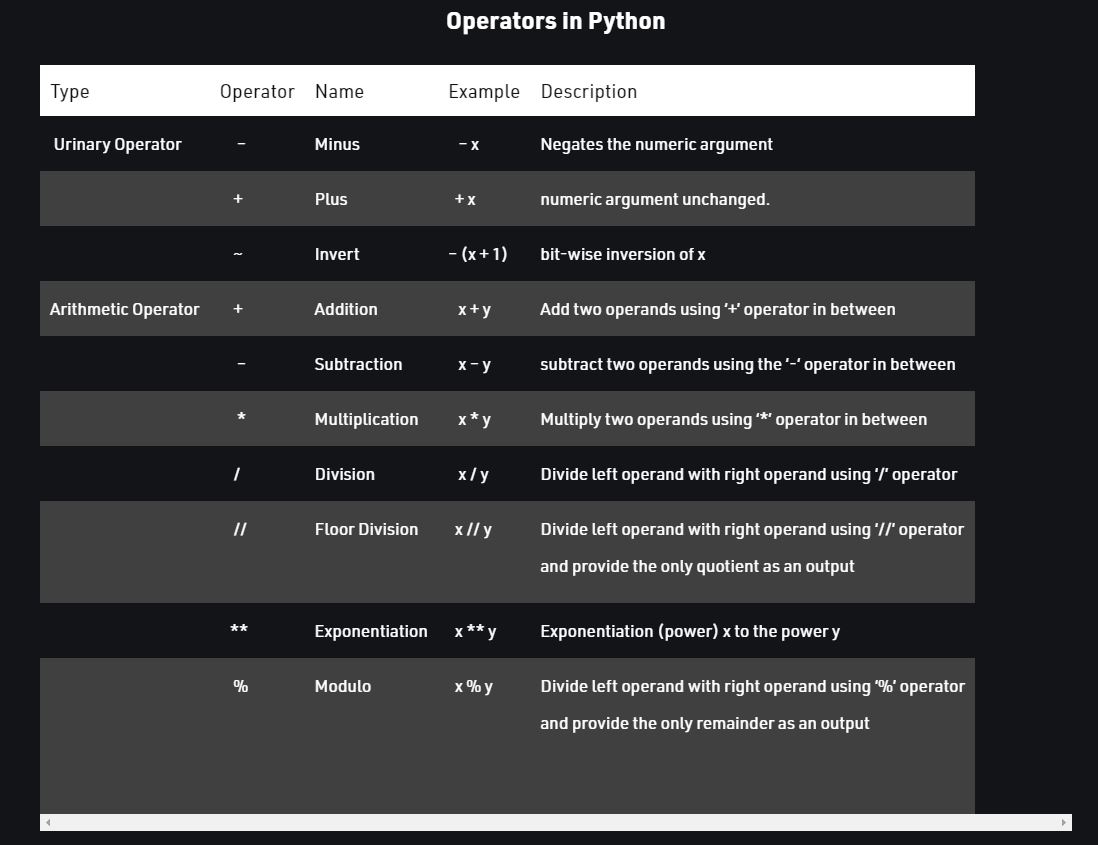 Operators in Python
Type Operator Name Example Description
Urinary Operator – Minus – x Negates the numeric argument
+ Plus + x numeric argument unchanged.
~ Invert – (x + 1) bit-wise inversion of x
Arithmetic Operator + Addition x + y Add two operands using ‘+’ operator in between
– Subtraction x – y subtract two operands using the ‘-’ operator in between
* Multiplication x * y Multiply two operands using ‘*’ operator in between
/ Division x / y Divide left operand with right operand using ‘/’ operator
// Floor Division x // y Divide left operand with right operand using ‘//’ operator
and provide the only quotient as an output
** Exponentiation x ** y Exponentiation (power) x to the power y
% Modulo x % y Divide left operand with right operand using ‘%’ operator
and provide the only remainder as an output